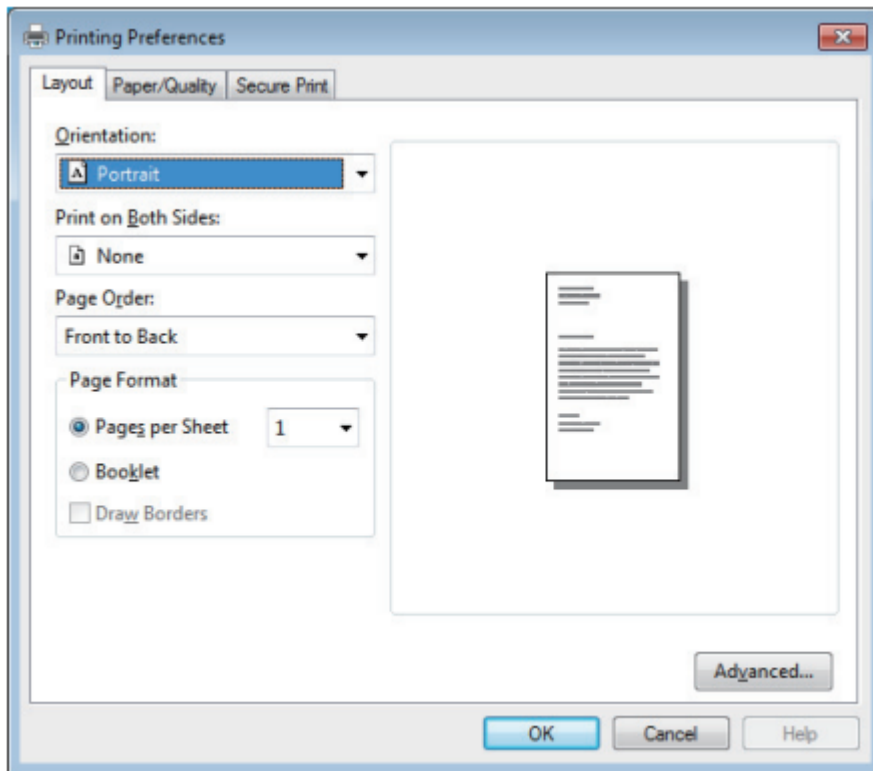 Printing Preferences
Layout
Paper/Quality
Secure Print
Orientation:
A Portrait
Print on Both Sides:
None
Page Order:
Front to Back
Page Format
Pages per Sheet
1
Booklet
Draw Borders
Advanced...
OK
Cancel
Help